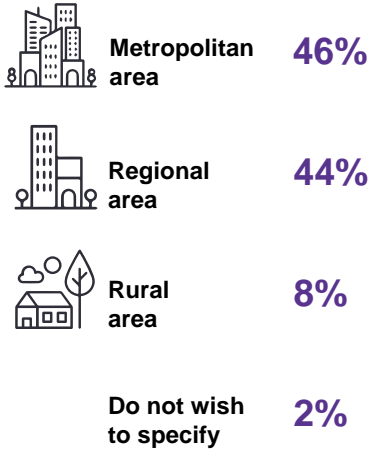 Metropolitan
area
46%
Regional
area
44%
Rural
area
8%
Do not wish
to specify
2%